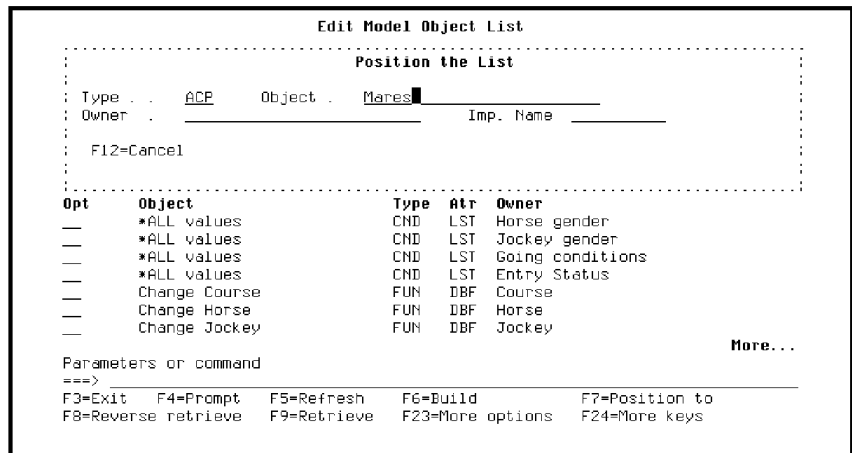 Edit Model Object List
Position the List
Type . . ACP Object . Mares
Owner . Imp. Name
F12=Cancel
Opt Object Type Atr Owner
*ALL values CND LST Horse gender
*ALL values CND LST Jockey gender
*ALL values CND LST Going conditions
*ALL values CND LST Entry Status
Change Course FUN DBF Course
Change Horse FUN DBF Horse
Change Jockey FUN DBF Jockey
More...
Parameters or command
===>
F3=Exit F4=Prompt F5=Refresh F6=Build F7=Position to
F8=Reverse retrieve F9=Retrieve F23=More options F24=More keys